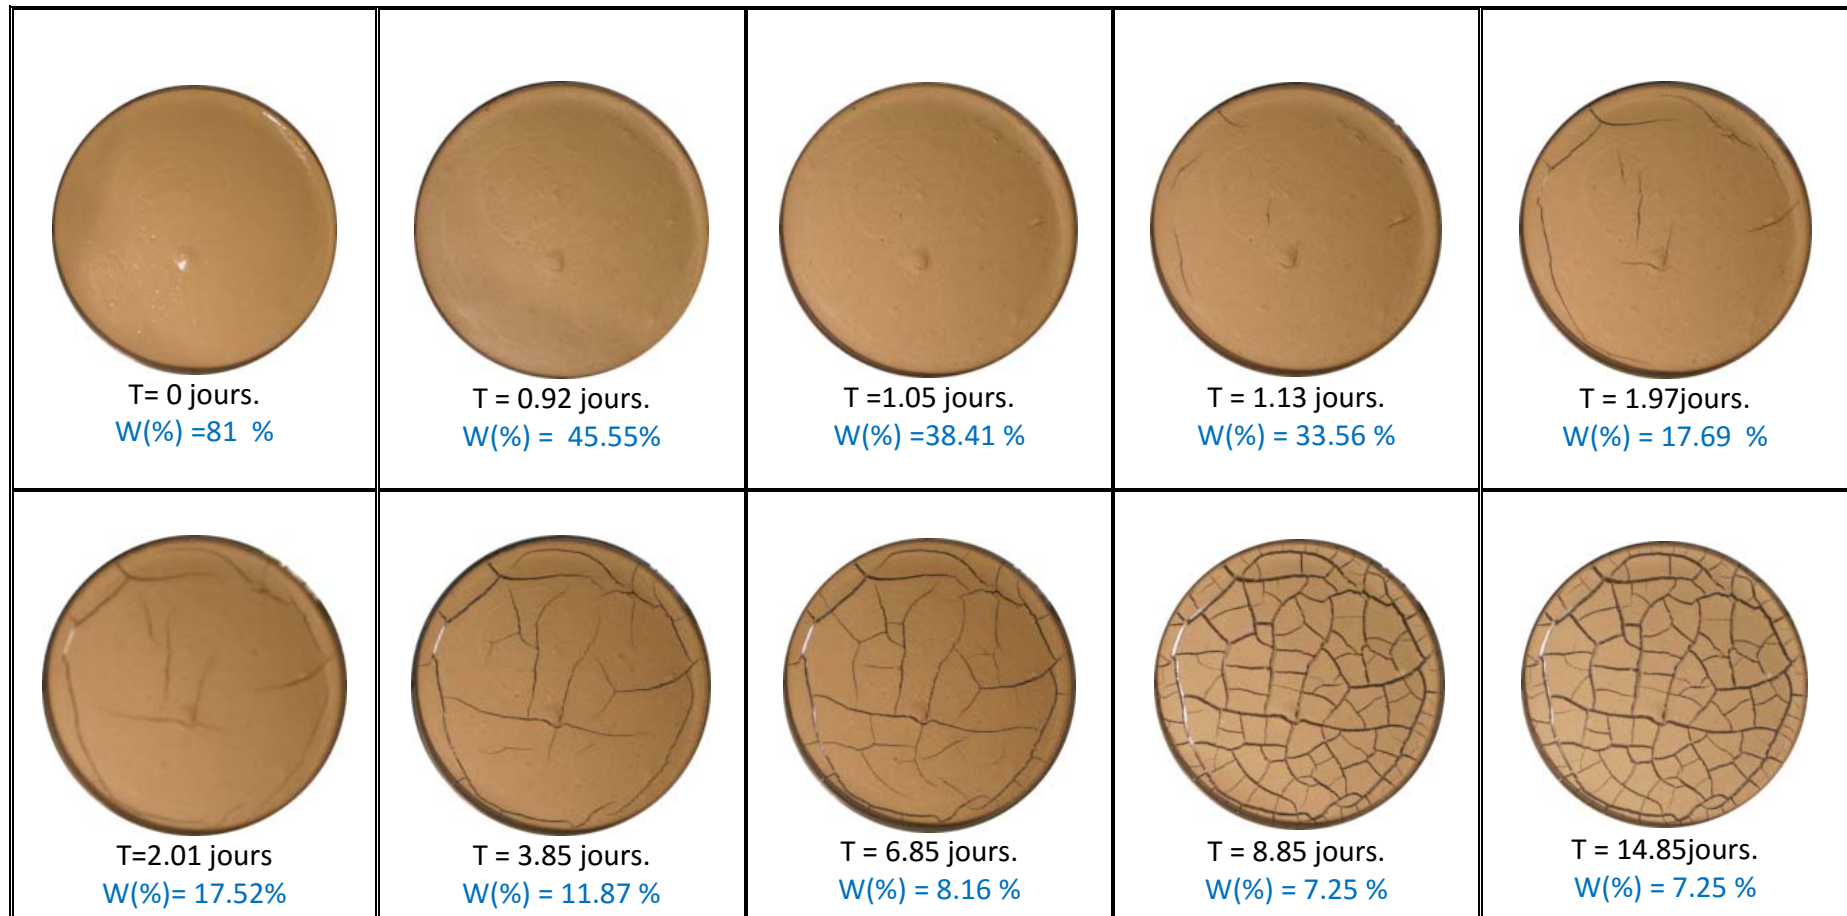 T= 0 jours.
W(%) =81 %
T = 0.92 jours.
W(%) = 45.55%
T =1.05 jours.
W(%) =38.41 %
T = 1.13 jours.
W(%) = 33.56 %
T = 1.97jours.
W(%) = 17.69 %
T=2.01 jours
W(%)= 17.52%
T = 3.85 jours.
W(%) = 11.87 %
T = 6.85 jours.
W(%) = 8.16 %
T = 8.85 jours.
W(%) = 7.25 %
T = 14.85jours.
W(%) = 7.25 %